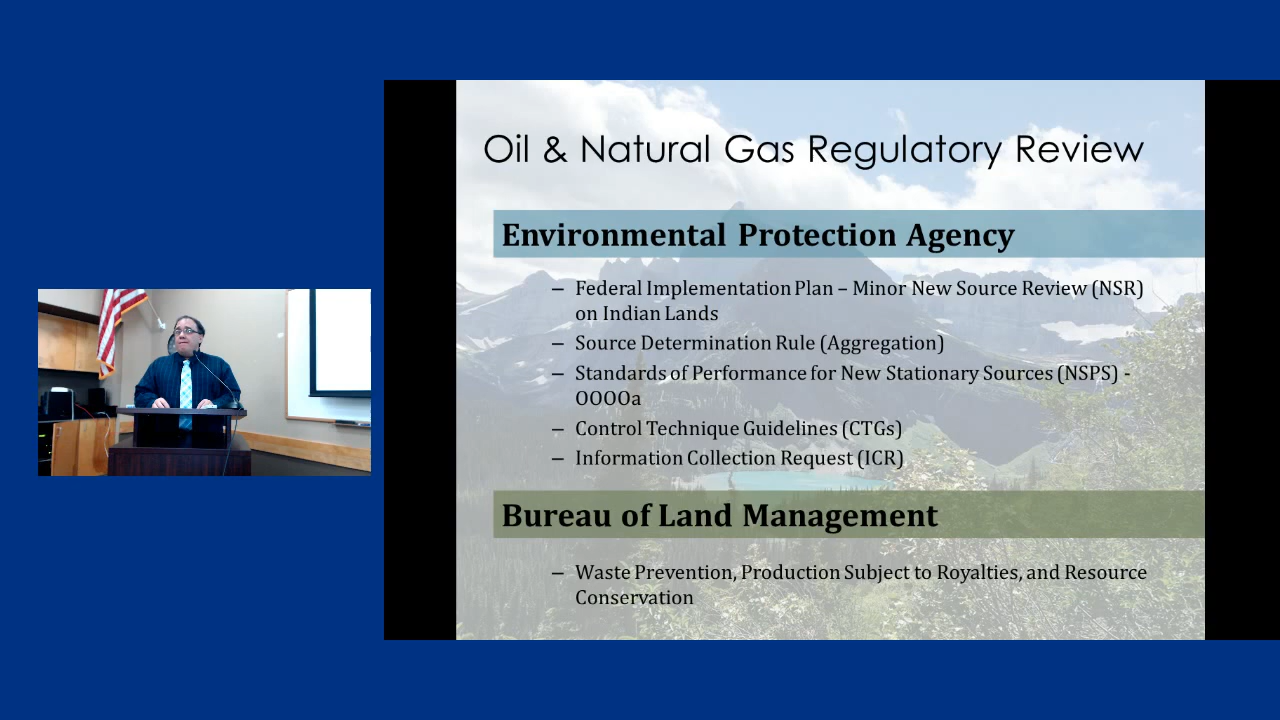 Oil & Natural Gas Regulatory Review
Environmental Protection Agency
– Federal Implementation Plan – Minor New Source Review (NSR)
on Indian Lands
– Source Determination Rule (Aggregation)
– Standards of Performance for New Stationary Sources (NSPS) -
OOOOa
– Control Technique Guidelines (CTGs)
– Information Collection Request (ICR)
Bureau of Land Management
– Waste Prevention, Production Subject to Royalties, and Resource
Conservation